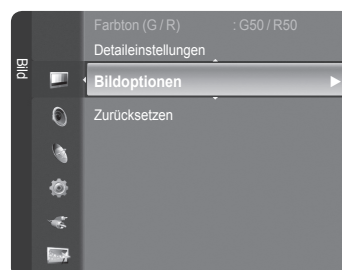 Farbton (G / R) : G50 / R50
Detaileinstellungen
Bild
Bildoptionen
Zurücksetzen